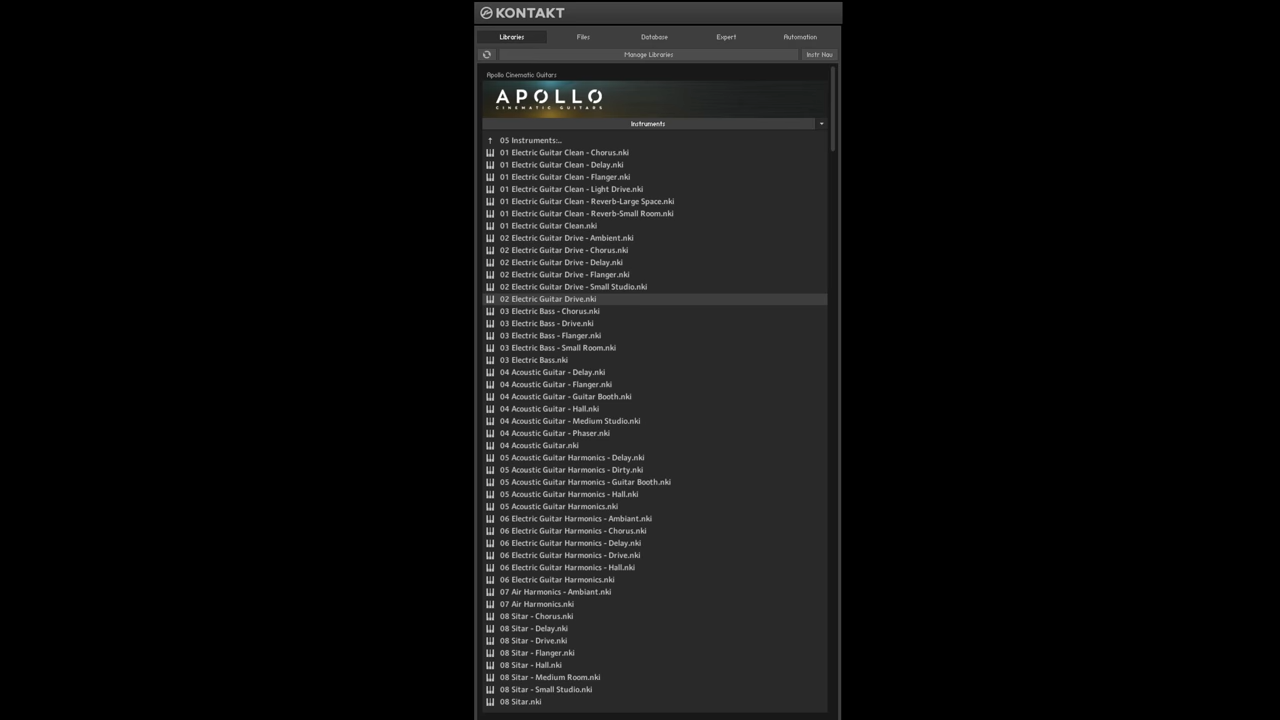 KONTAKT
Libraries Files Database Expert Automation
Manage Libraries Instr Nav
Apollo Cinematic Guitars
APOLLO
CINEMATIC GUITARS
Instruments
05 Instruments:..
01 Electric Guitar Clean - Chorus.nki
01 Electric Guitar Clean - Delay.nki
01 Electric Guitar Clean - Flanger.nki
01 Electric Guitar Clean - Light Drive.nki
01 Electric Guitar Clean - Reverb-Large Space.nki
01 Electric Guitar Clean - Reverb-Small Room.nki
01 Electric Guitar Clean.nki
02 Electric Guitar Drive - Ambient.nki
02 Electric Guitar Drive - Chorus.nki
02 Electric Guitar Drive - Delay.nki
02 Electric Guitar Drive - Flanger.nki
02 Electric Guitar Drive - Small Studio.nki
02 Electric Guitar Drive.nki
03 Electric Bass - Chorus.nki
03 Electric Bass - Drive.nki
03 Electric Bass - Flanger.nki
03 Electric Bass - Small Room.nki
03 Electric Bass.nki
04 Acoustic Guitar - Delay.nki
04 Acoustic Guitar - Flanger.nki
04 Acoustic Guitar - Guitar Booth.nki
04 Acoustic Guitar - Hall.nki
04 Acoustic Guitar - Medium Studio.nki
04 Acoustic Guitar - Phaser.nki
04 Acoustic Guitar.nki
05 Acoustic Guitar Harmonics - Delay.nki
05 Acoustic Guitar Harmonics - Dirty.nki
05 Acoustic Guitar Harmonics - Guitar Booth.nki
05 Acoustic Guitar Harmonics - Hall.nki
05 Acoustic Guitar Harmonics.nki
06 Electric Guitar Harmonics - Ambiant.nki
06 Electric Guitar Harmonics - Chorus.nki
06 Electric Guitar Harmonics - Delay.nki
06 Electric Guitar Harmonics - Drive.nki
06 Electric Guitar Harmonics - Hall.nki
06 Electric Guitar Harmonics.nki
07 Air Harmonics - Ambiant.nki
07 Air Harmonics.nki
08 Sitar - Chorus.nki
08 Sitar - Delay.nki
08 Sitar - Drive.nki
08 Sitar - Flanger.nki
08 Sitar - Hall.nki
08 Sitar - Medium Room.nki
08 Sitar - Small Studio.nki
08 Sitar.nki